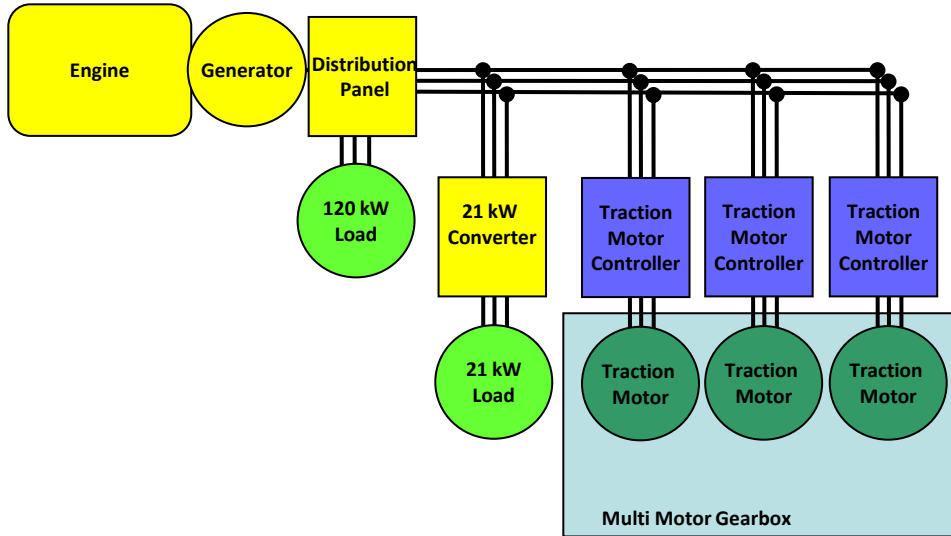 Engine
Generator
Distribution
Panel
120 kW
Load
21 kW
Converter
Traction
Motor
Controller
Traction
Motor
Controller
Traction
Motor
Controller
21 kW
Load
Traction
Motor
Traction
Motor
Traction
Motor
Multi Motor Gearbox